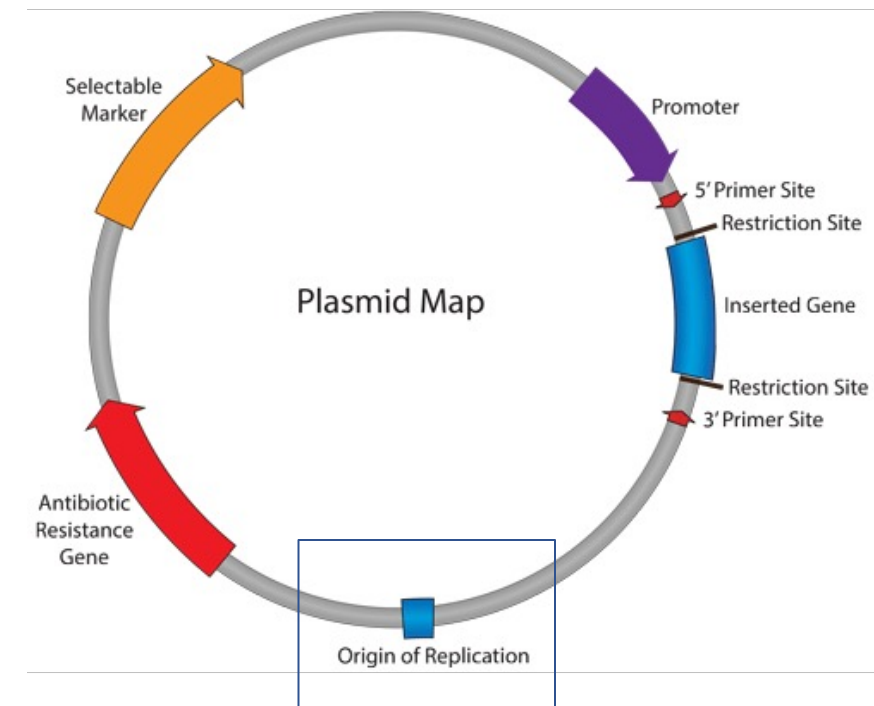 Selectable
Marker
Promoter
5' Primer Site
Restriction Site
Plasmid Map
Inserted Gene
Restriction Site
3' Primer Site
Antibiotic
Resistance
Gene
Origin of Replication